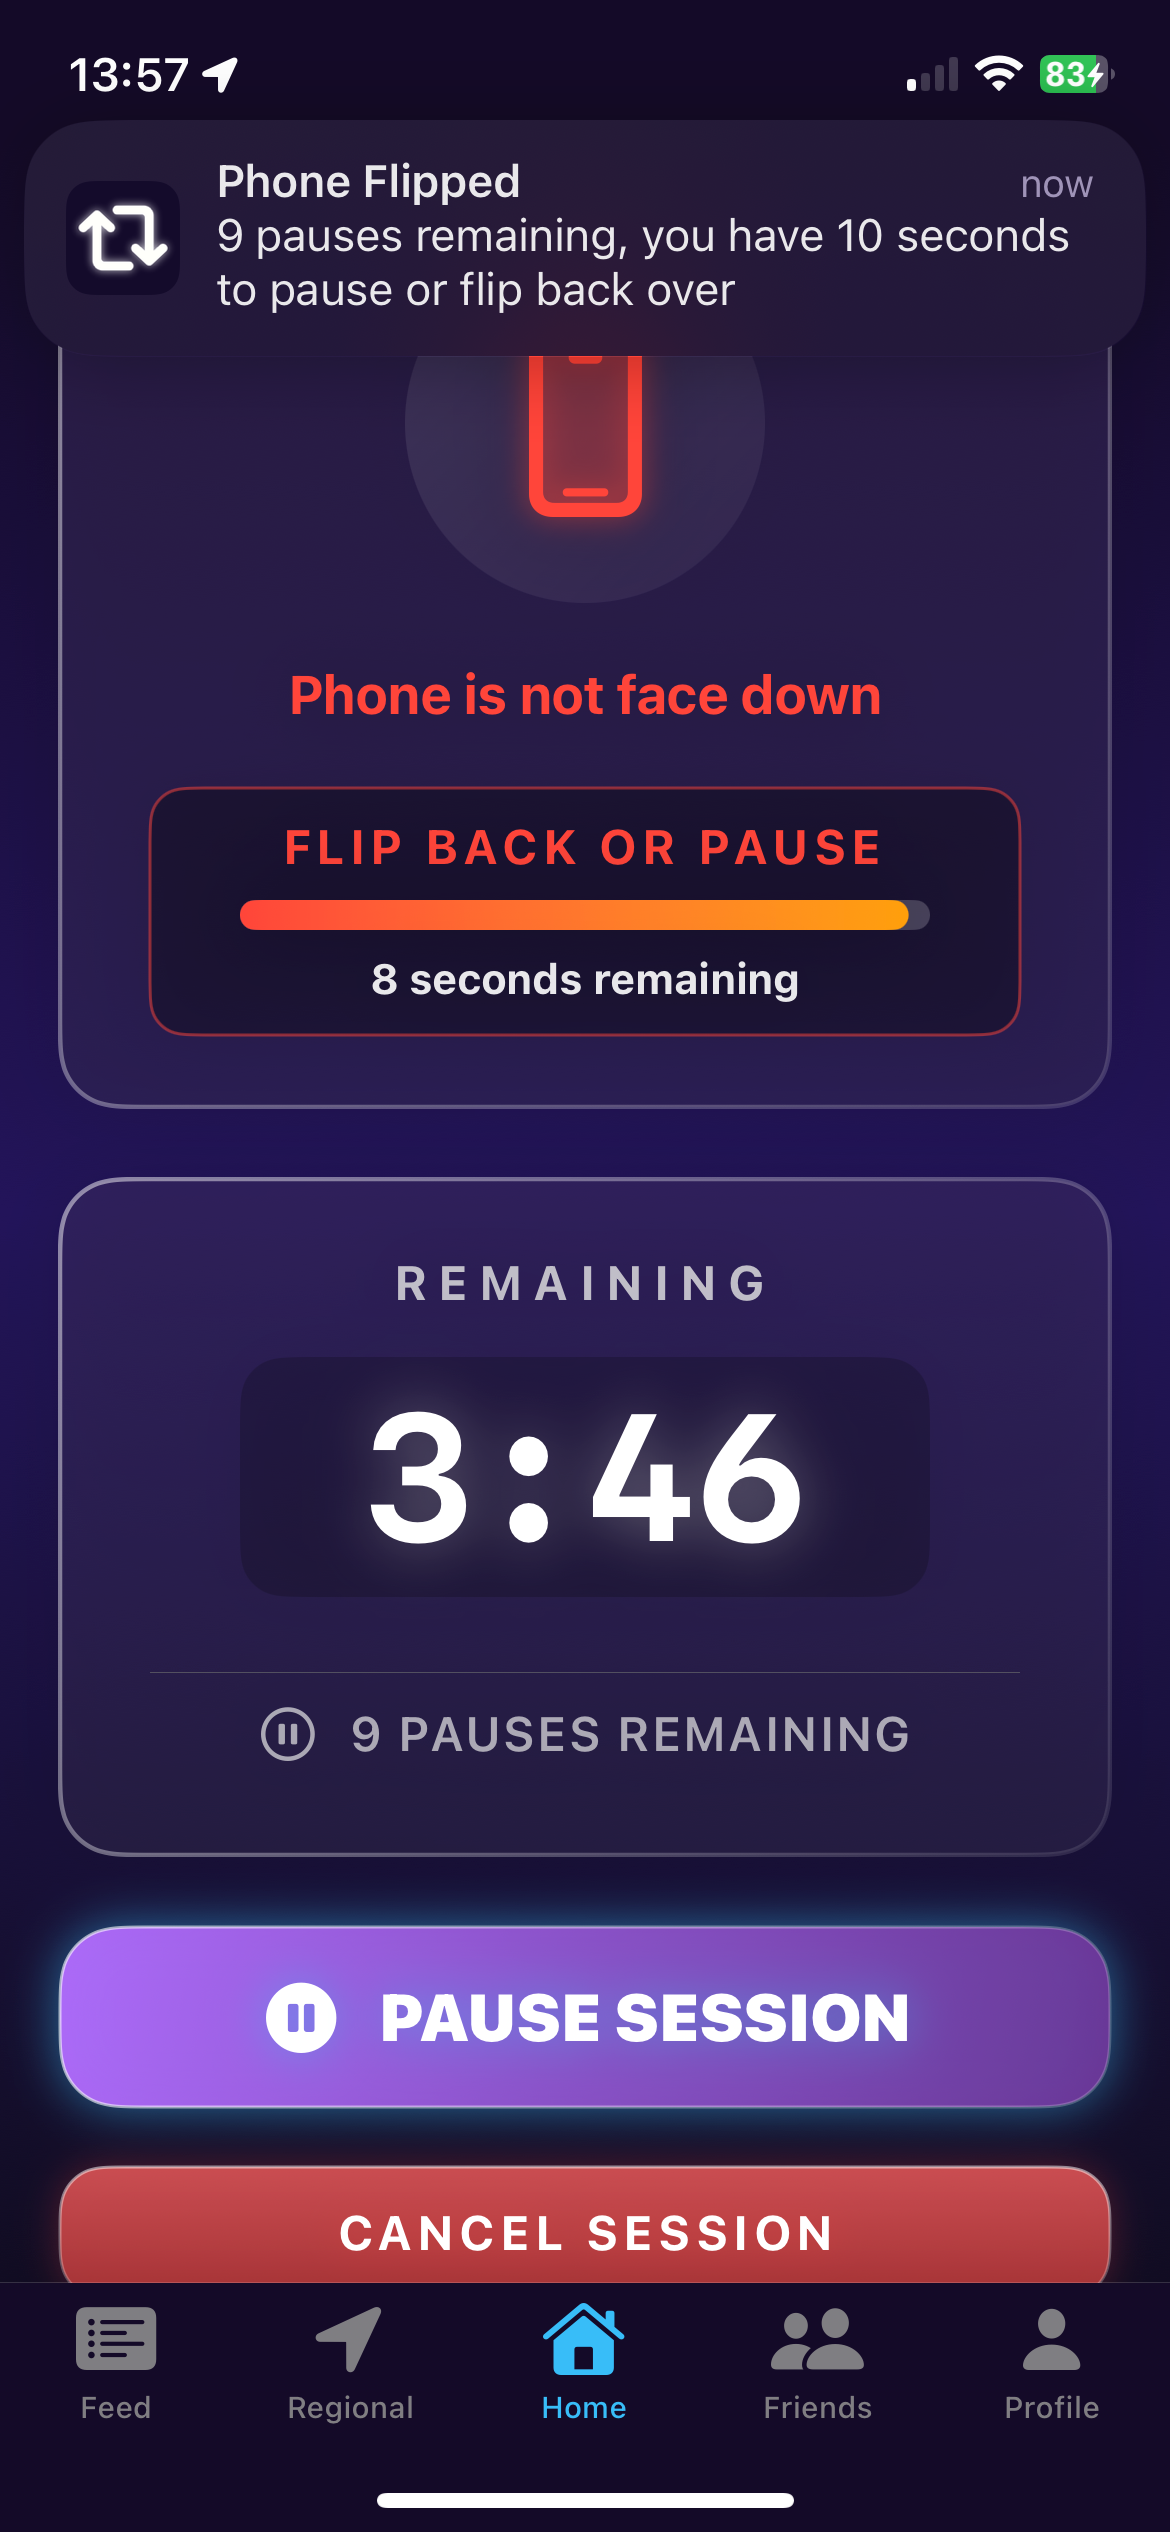 13:57
83
Phone Flipped
now
9 pauses remaining, you have 10 seconds
to pause or flip back over
Phone is not face down
FLIP BACK OR PAUSE
8 seconds remaining
REMAINING
3:46
9 PAUSES REMAINING
PAUSE SESSION
CANCEL SESSION
Feed
Regional
Home
Friends
Profile